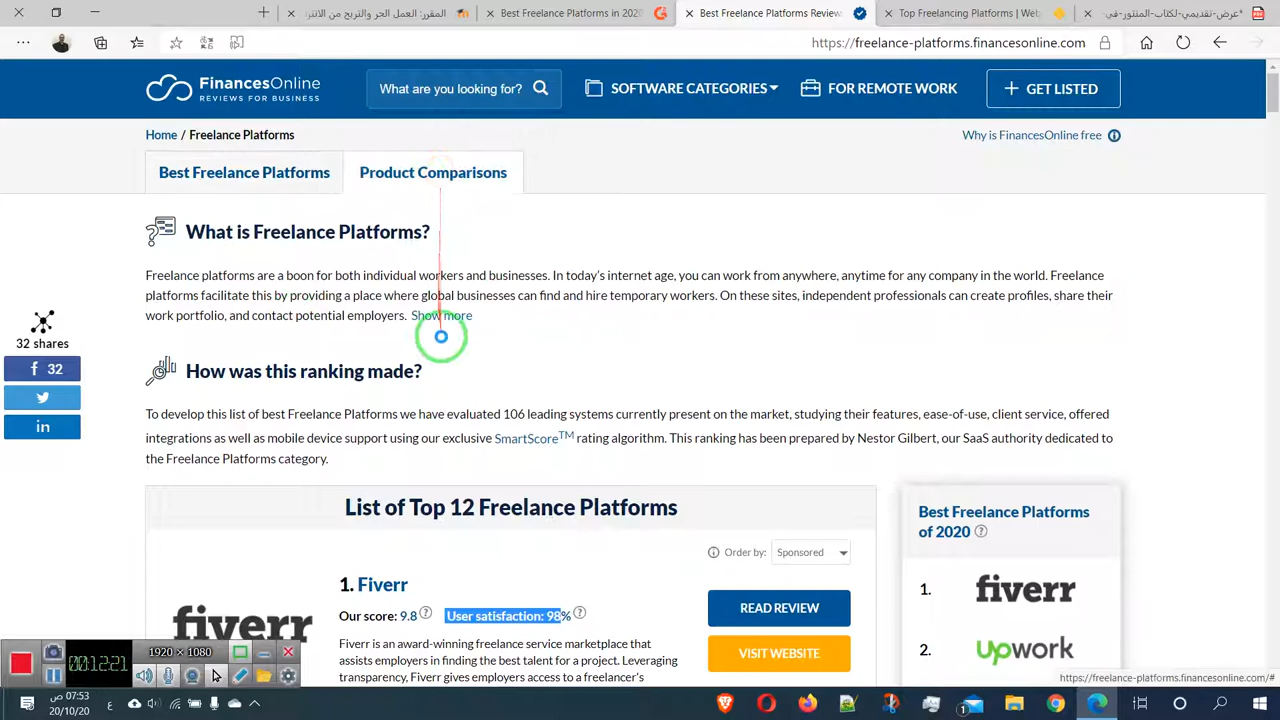 المقرر: العمل الحر والتربح من الانتر
Best Freelance Platforms in 2020
Best Freelance Platforms Review
Top Freelancing Platforms | Web
*عرض-تقديمي-لكتاب-المنتور-في
https://freelance-platforms.financesonline.com
FinancesOnline
REVIEWS FOR BUSINESS
What are you looking for?
SOFTWARE CATEGORIES
FOR REMOTE WORK
+ GET LISTED
Home / Freelance Platforms
Why is FinancesOnline free
Best Freelance Platforms
Product Comparisons
What is Freelance Platforms?
Freelance platforms are a boon for both individual workers and businesses. In today's internet age, you can work from anywhere, anytime for any company in the world. Freelance
platforms facilitate this by providing a place where global businesses can find and hire temporary workers. On these sites, independent professionals can create profiles, share their
work portfolio, and contact potential employers. Show more
32 shares
f 32
in
How was this ranking made?
To develop this list of best Freelance Platforms we have evaluated 106 leading systems currently present on the market, studying their features, ease-of-use, client service, offered
integrations as well as mobile device support using our exclusive SmartScore™ rating algorithm. This ranking has been prepared by Nestor Gilbert, our SaaS authority dedicated to
the Freelance Platforms category.
List of Top 12 Freelance Platforms
Order by: Sponsored
1. Fiverr
Our score: 9.8 User satisfaction: 98%
Fiverr is an award-winning freelance service marketplace that
assists employers in finding the best talent for a project. Leveraging
transparency, Fiverr gives employers access to a freelancer's
fiverr
READ REVIEW
VISIT WEBSITE
Best Freelance Platforms
of 2020
1. fiverr
2. upwork
https://freelance-platforms.financesonline.com/#
00:12:21
1920 × 1080
07:53 ص
20/10/20
ع
1